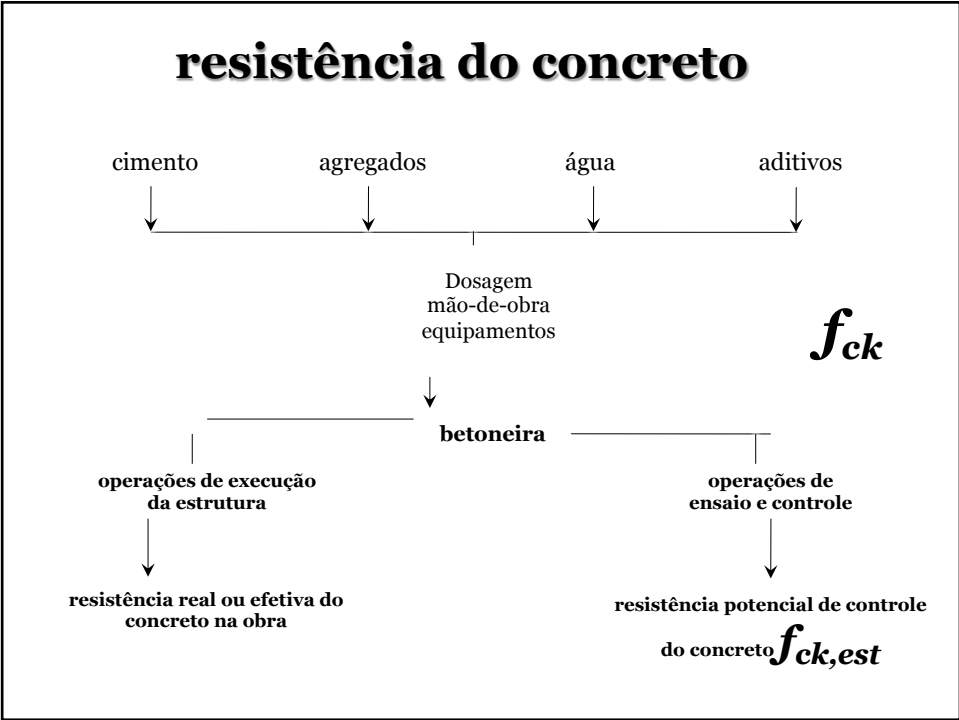 resistência do concreto
cimento agregados água aditivos
Dosagem
mão-de-obra
equipamentos
fck
betoneira
operações de execução
da estrutura
operações de
ensaio e controle
resistência real ou efetiva do
concreto na obra
resistência potencial de controle
do concreto fck,est